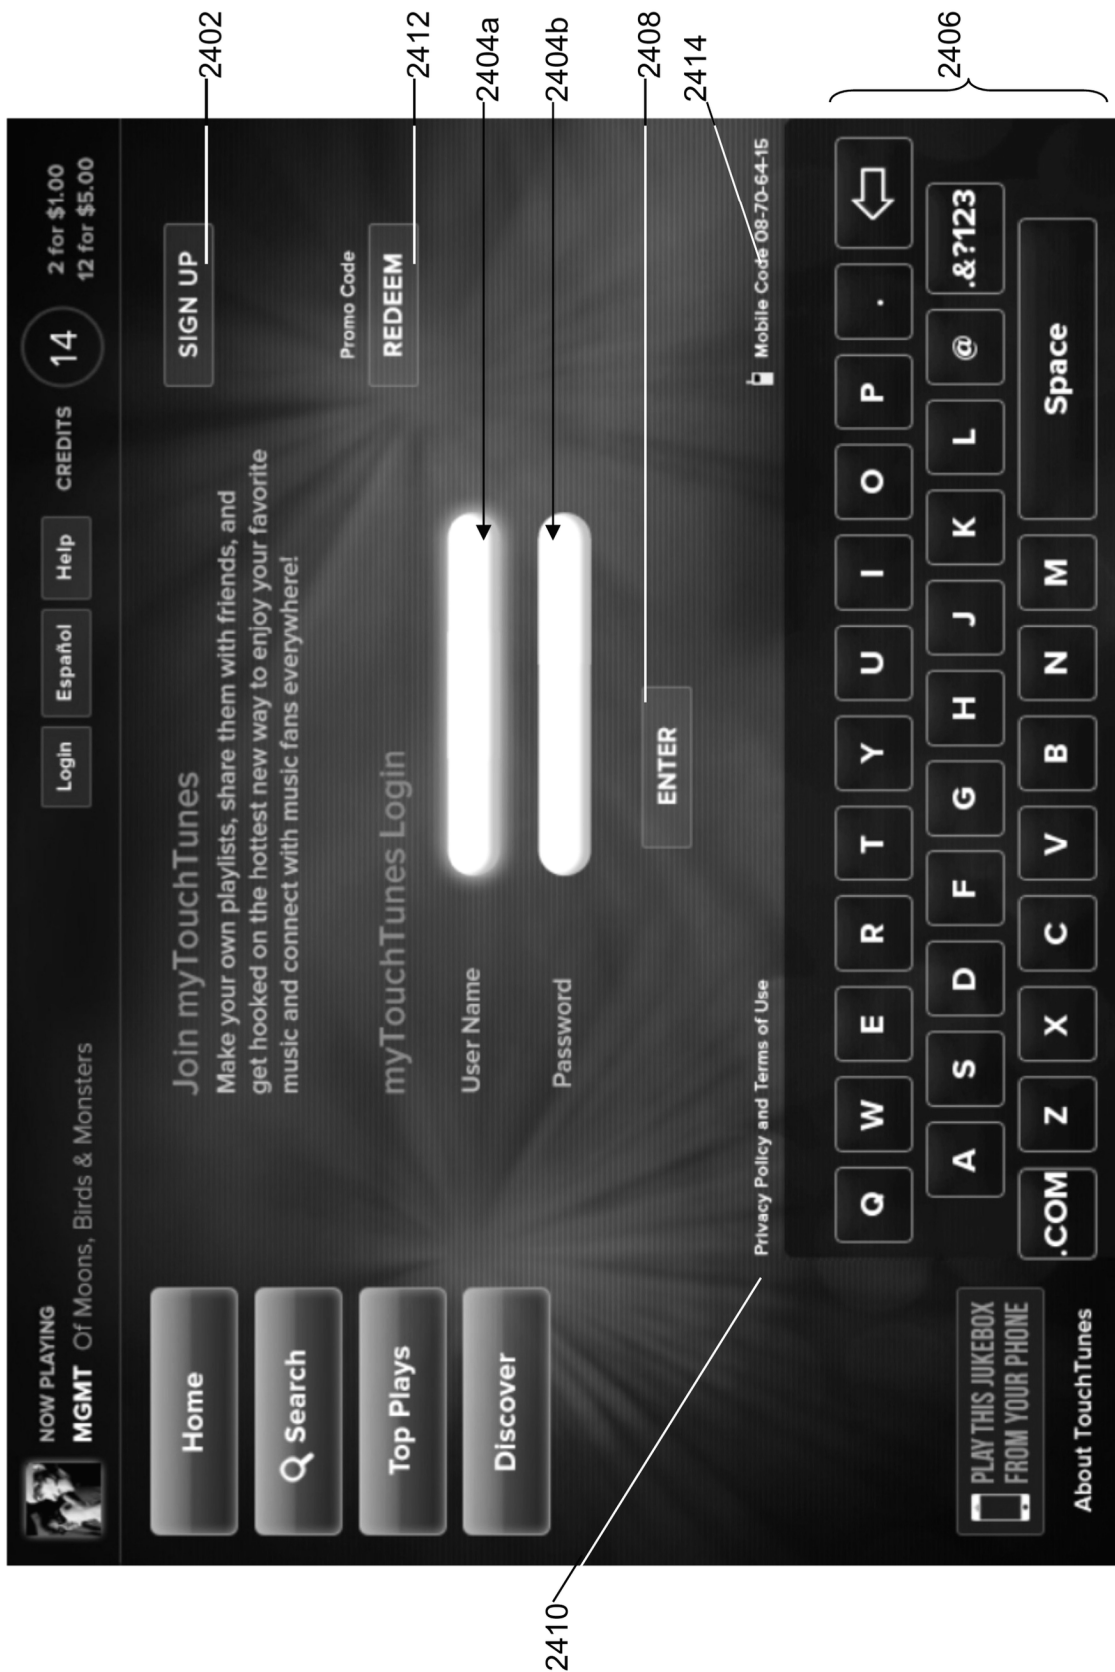 NOW PLAYING
MGMT Of Moons, Birds & Monsters
Login
Español
Help
CREDITS
14
2 for $1.00
12 for $5.00
Home
Search
Top Plays
Discover
Join myTouchTunes
Make your own playlists, share them with friends, and
get hooked on the hottest new way to enjoy your favorite
music and connect with music fans everywhere!
SIGN UP
2402
myTouchTunes Login
Promo Code
REDEEM
2412
User Name
2404a
Password
2404b
ENTER
2408
Privacy Policy and Terms of Use
2410
Mobile Code 08-70-64-15
2414
Q W E R T Y U I O P .
A S D F G H J K L @ .&?123
.COM Z X C V B N M Space
2406
PLAY THIS JUKEBOX
FROM YOUR PHONE
About TouchTunes